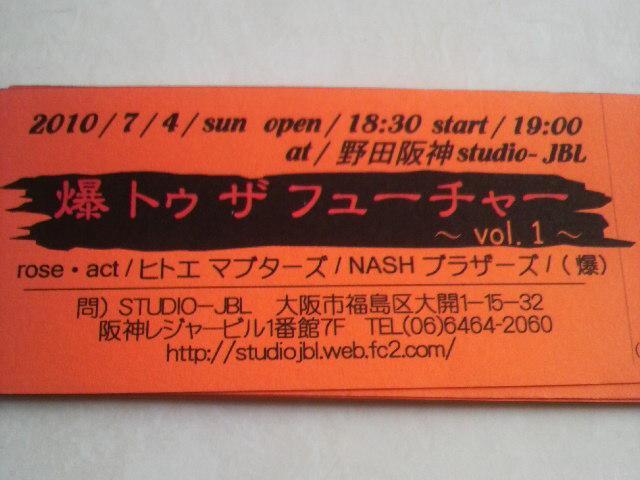 2010/7/4/sun open/18:30 start/19:00
at/野田阪神studio-JBL
爆 トゥ ザ フューチャー
～ vol.1 ～
rose・act/ヒトエ マブターズ/NASH ブラザーズ/(爆)
問) STUDIO-JBL 大阪市福島区大開1-15-32
阪神レジャービル1番館7F TEL(06)6464-2060
http://studiojbl.web.fc2.com/